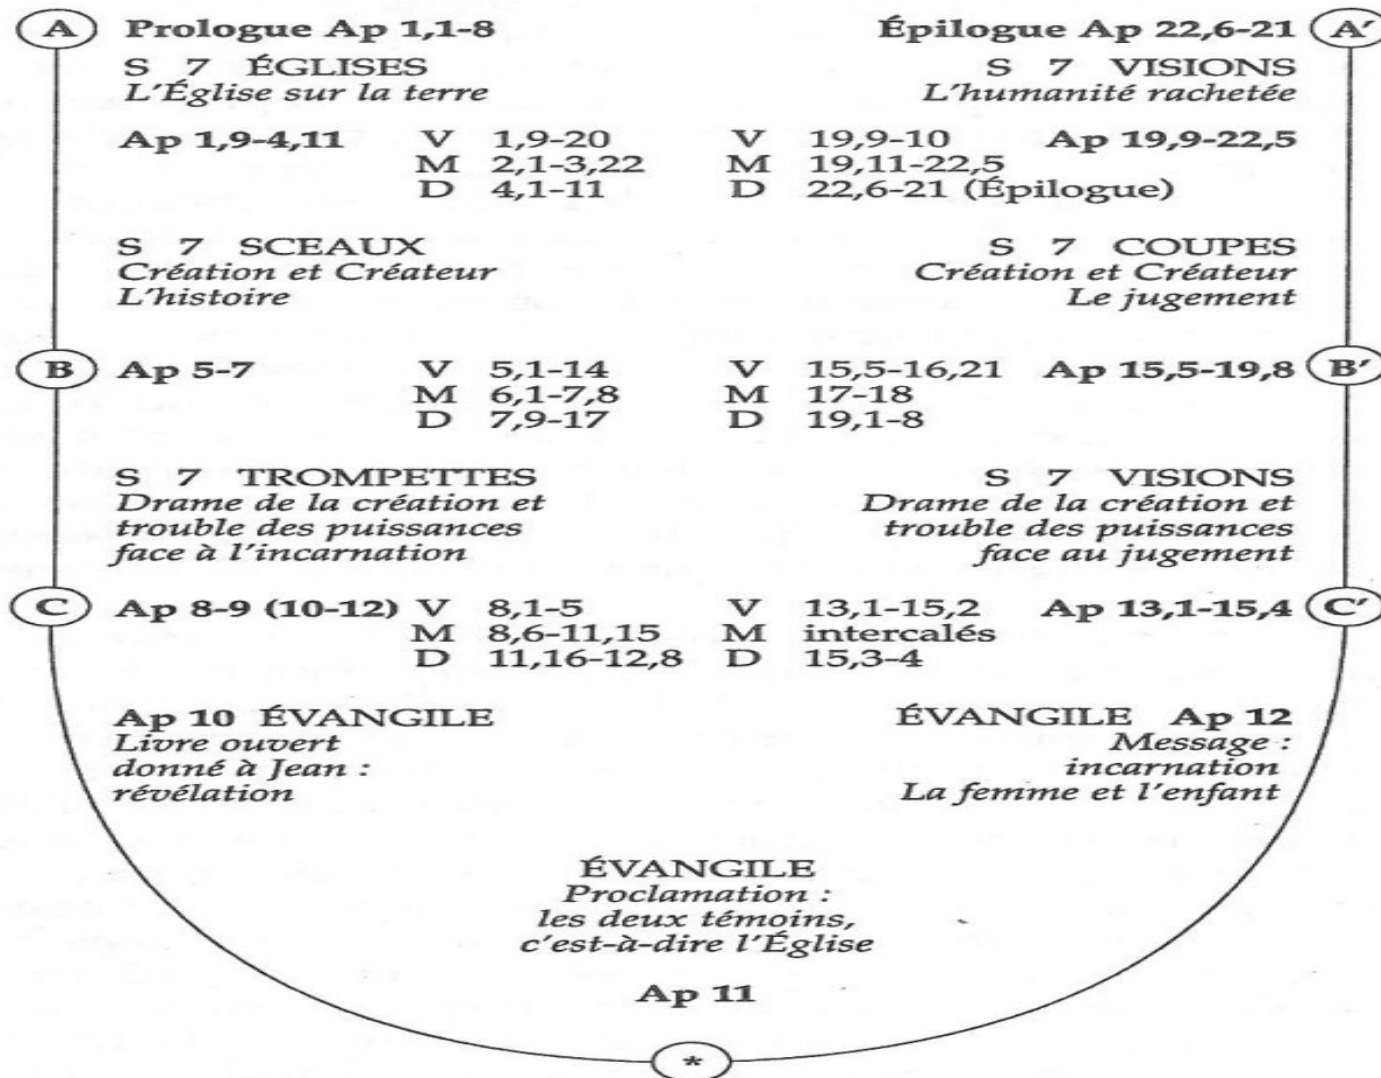 A Prologue Ap 1,1-8 Épilogue Ap 22,6-21 A′
S 7 ÉGLISES S 7 VISIONS
L'Église sur la terre L'humanité rachetée
Ap 1,9-4,11 V 1,9-20 V 19,9-10 Ap 19,9-22,5
M 2,1-3,22 M 19,11-22,5
D 4,1-11 D 22,6-21 (Épilogue)
S 7 SCEAUX S 7 COUPES
Création et Créateur Création et Créateur
L'histoire Le jugement
B Ap 5-7 V 5,1-14 V 15,5-16,21 Ap 15,5-19,8 B′
M 6,1-7,8 M 17-18
D 7,9-17 D 19,1-8
S 7 TROMPETTES S 7 VISIONS
Drame de la création et Drame de la création et
trouble des puissances trouble des puissances
face à l'incarnation face au jugement
C Ap 8-9 (10-12) V 8,1-5 V 13,1-15,2 Ap 13,1-15,4 C′
M 8,6-11,15 M intercalés
D 11,16-12,8 D 15,3-4
Ap 10 ÉVANGILE ÉVANGILE Ap 12
Livre ouvert Message :
donné à Jean : incarnation
révélation La femme et l'enfant
ÉVANGILE
Proclamation :
les deux témoins,
c'est-à-dire l'Église
Ap 11
*